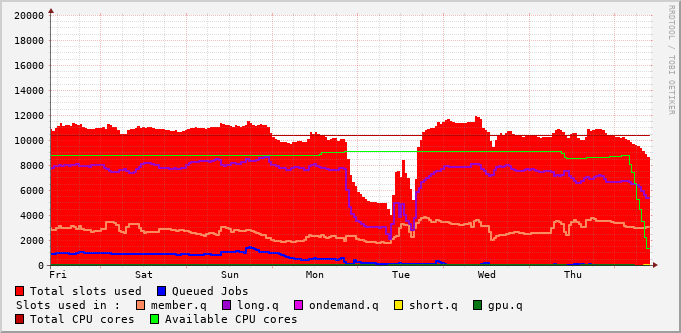 20000
18000
16000
14000
12000
10000
8000
6000
4000
2000
0
Fri Sat Sun Mon Tue Wed Thu
RRDTOOL / TOBI OETIKER
Total slots used Queued Jobs
Slots used in : member.q long.q ondemand.q short.q gpu.q
Total CPU cores Available CPU cores